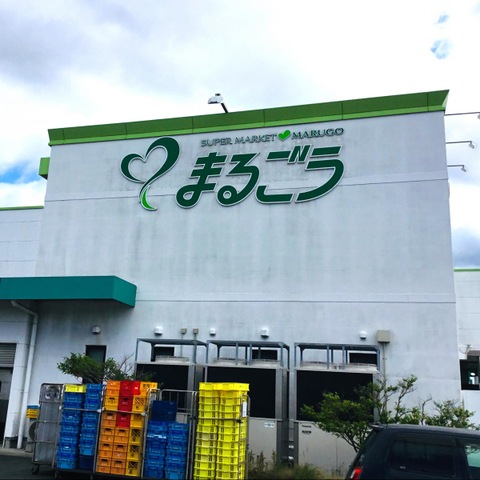 SUPER MARKET MARUGO
まるごう